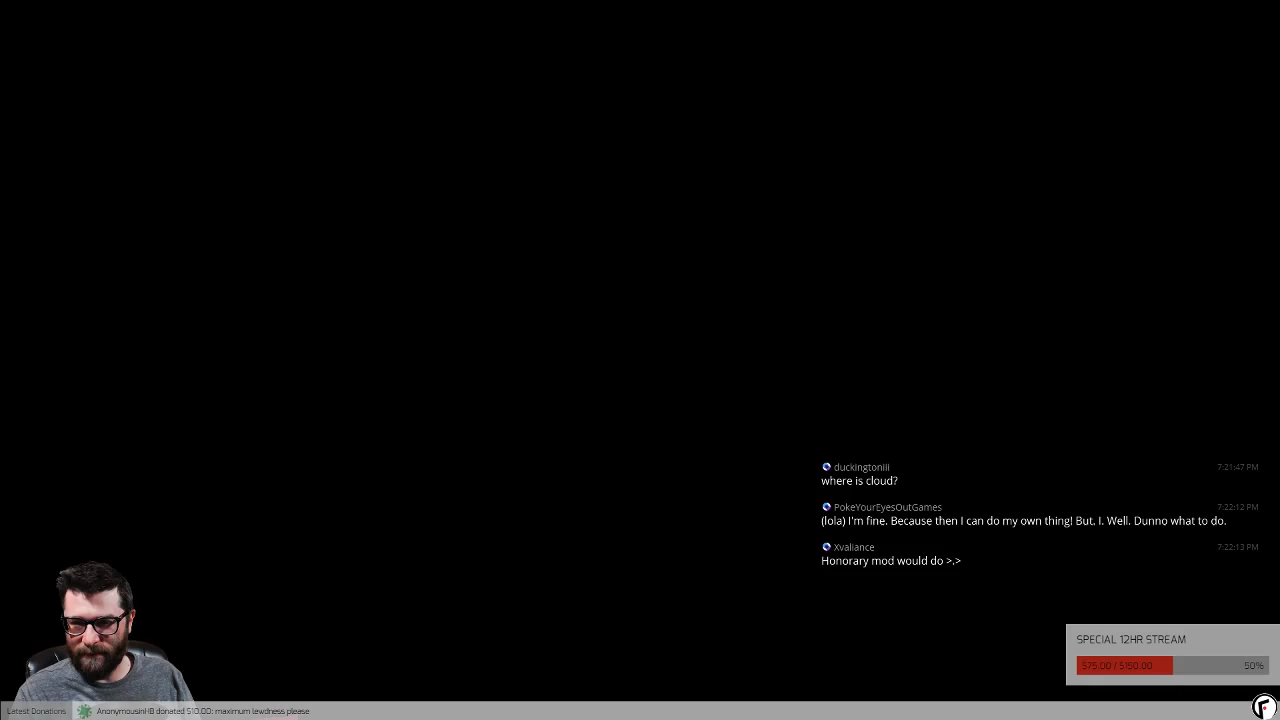 duckingtoniii 7:21:47 PM
where is cloud?
PokeYourEyesOutGames 7:22:12 PM
(lola) I'm fine. Because then I can do my own thing! But. I. Well. Dunno what to do.
Xvaliance 7:22:13 PM
Honorary mod would do >.>
SPECIAL 12HR STREAM
$75.00 / $150.00 50%
Latest Donations AnonymousinHB donated $10.00: maximum lewdness please